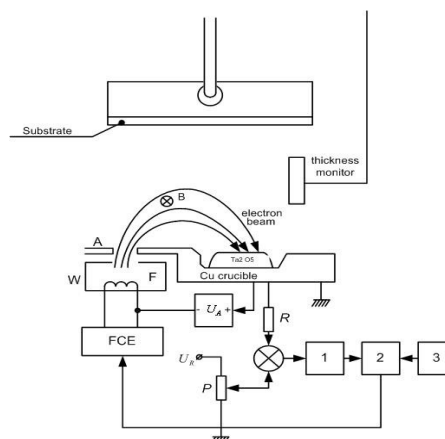 Substrate
thickness
monitor
B
electron
beam
A
Ta2 O5
W
F
Cu crucible
- U_A +
R
FCE
U_R
P
1
2
3